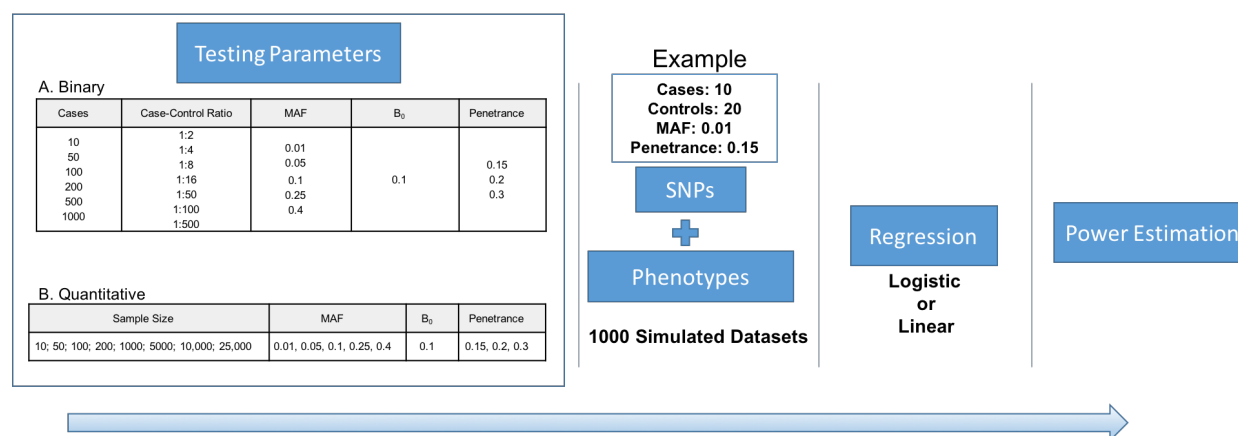 Testing Parameters
A. Binary
Cases Case-Control Ratio MAF B0 Penetrance
10
50
100
200
500
1000
1:2
1:4
1:8
1:16
1:50
1:100
1:500
0.01
0.05
0.1
0.25
0.4
0.1
0.15
0.2
0.3
B. Quantitative
Sample Size MAF B0 Penetrance
10; 50; 100; 200; 1000; 5000; 10,000; 25,000 0.01, 0.05, 0.1, 0.25, 0.4 0.1 0.15, 0.2, 0.3
Example
Cases: 10
Controls: 20
MAF: 0.01
Penetrance: 0.15
SNPs
Phenotypes
1000 Simulated Datasets
Regression
Logistic
or
Linear
Power Estimation